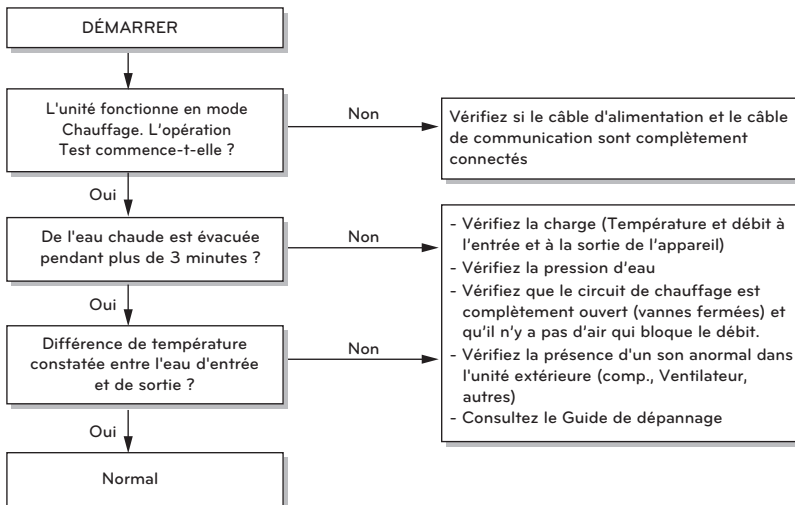 DÉMARRER
L'unité fonctionne en mode
Chauffage. L'opération
Test commence-t-elle ?
Non
Vérifiez si le câble d'alimentation et le câble
de communication sont complètement
connectés
Oui
De l'eau chaude est évacuée
pendant plus de 3 minutes ?
Non
- Vérifiez la charge (Température et débit à
l'entrée et à la sortie de l'appareil)
- Vérifiez la pression d'eau
- Vérifiez que le circuit de chauffage est
complètement ouvert (vannes fermées) et
qu'il n'y a pas d'air qui bloque le débit.
- Vérifiez la présence d'un son anormal dans
l'unité extérieure (comp., Ventilateur,
autres)
- Consultez le Guide de dépannage
Oui
Différence de température
constatée entre l'eau d'entrée
et de sortie ?
Non
Oui
Normal